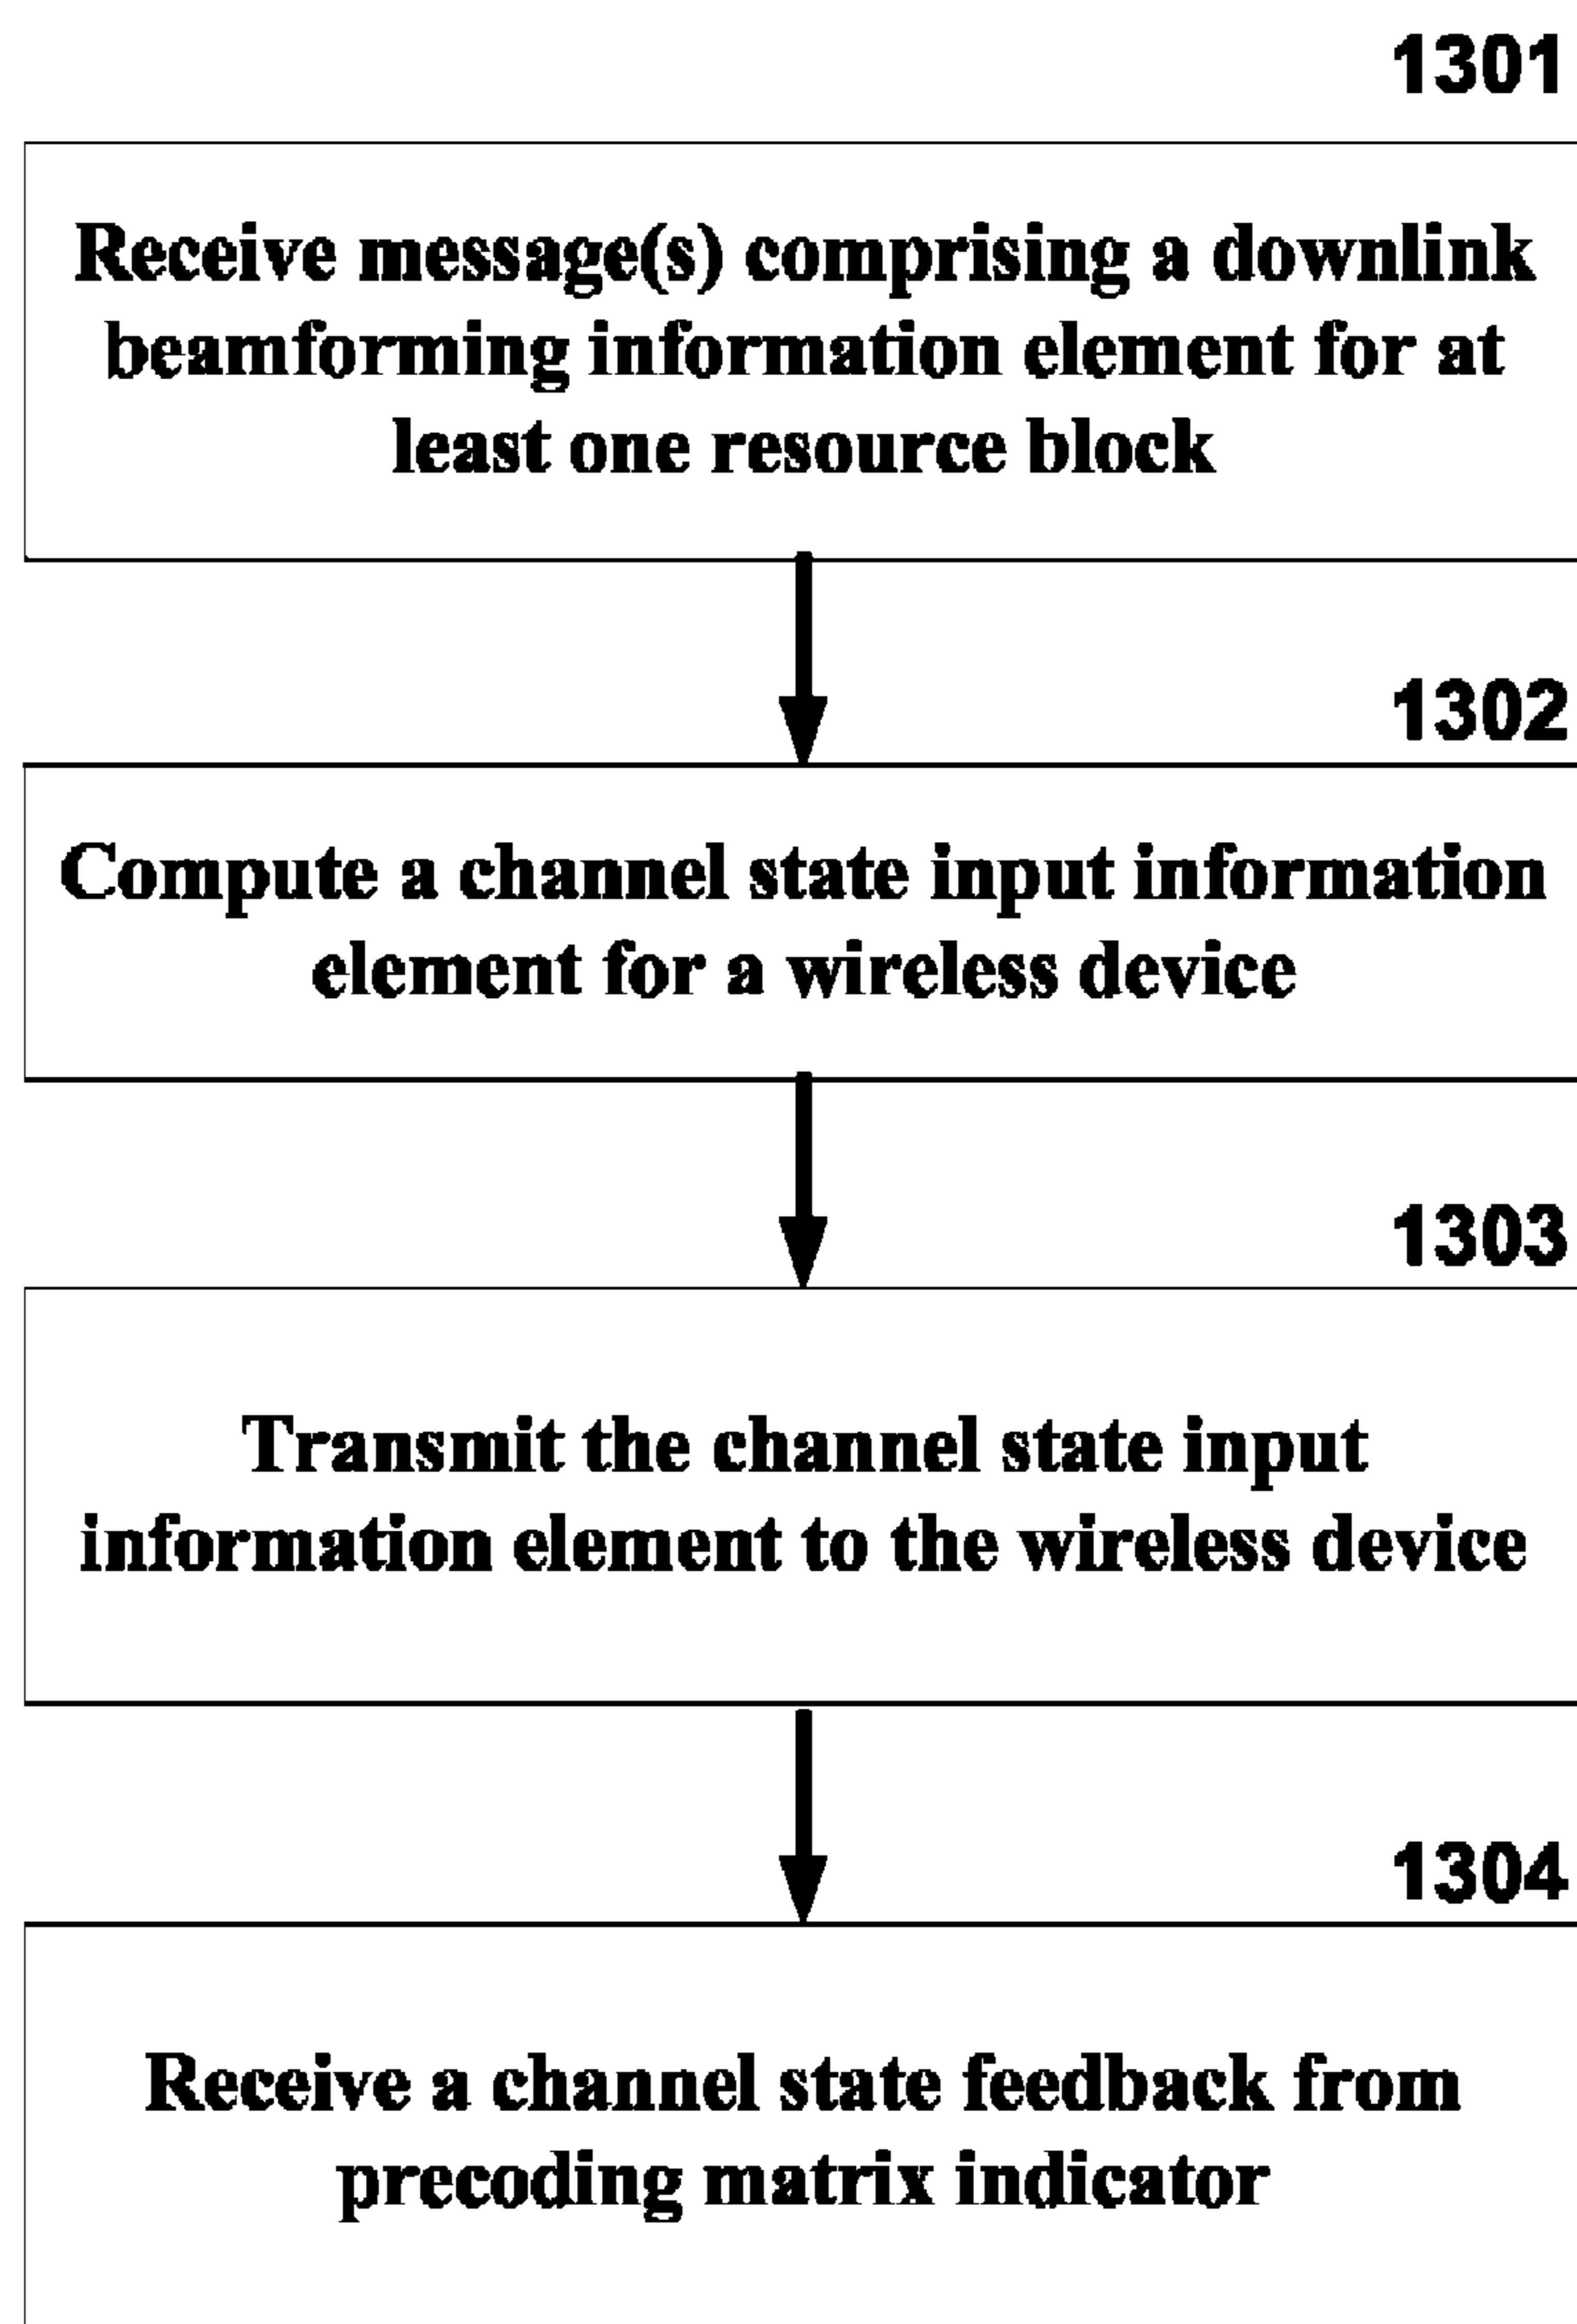 1301
Receive message(s) comprising a downlink
beamforming information element for at
least one resource block
1302
Compute a channel state input information
element for a wireless device
1303
Transmit the channel state input
information element to the wireless device
1304
Receive a channel state feedback from
precoding matrix indicator